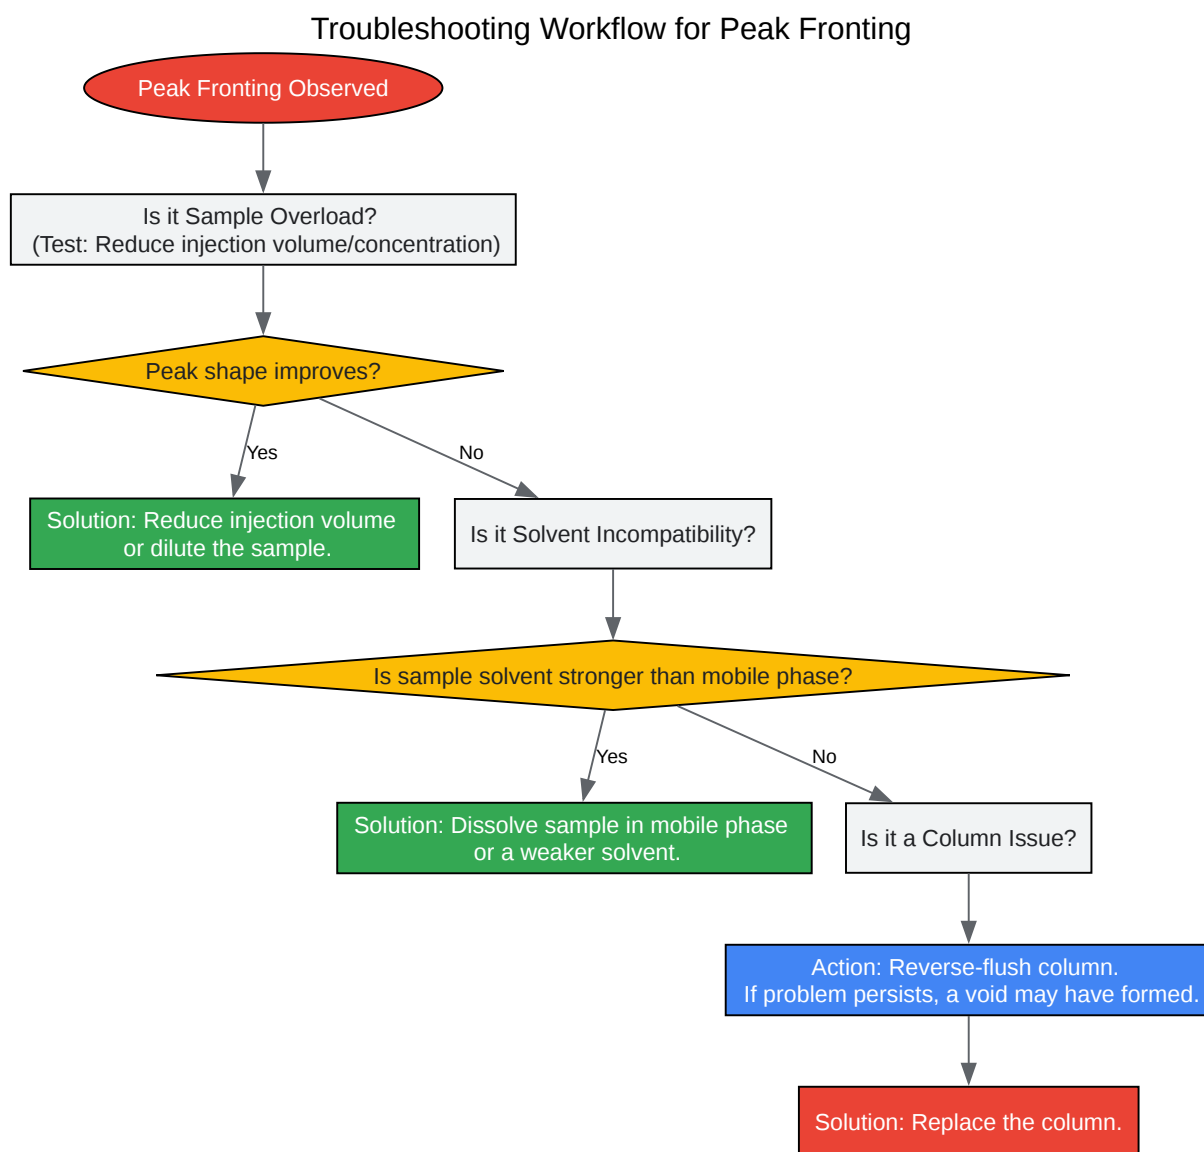 Troubleshooting Workflow for Peak Fronting
Peak Fronting Observed
Is it Sample Overload?
(Test: Reduce injection volume/concentration)
Peak shape improves?
Yes
No
Solution: Reduce injection volume
or dilute the sample.
Is it Solvent Incompatibility?
Is sample solvent stronger than mobile phase?
Yes
No
Solution: Dissolve sample in mobile phase
or a weaker solvent.
Is it a Column Issue?
Action: Reverse-flush column.
If problem persists, a void may have formed.
Solution: Replace the column.